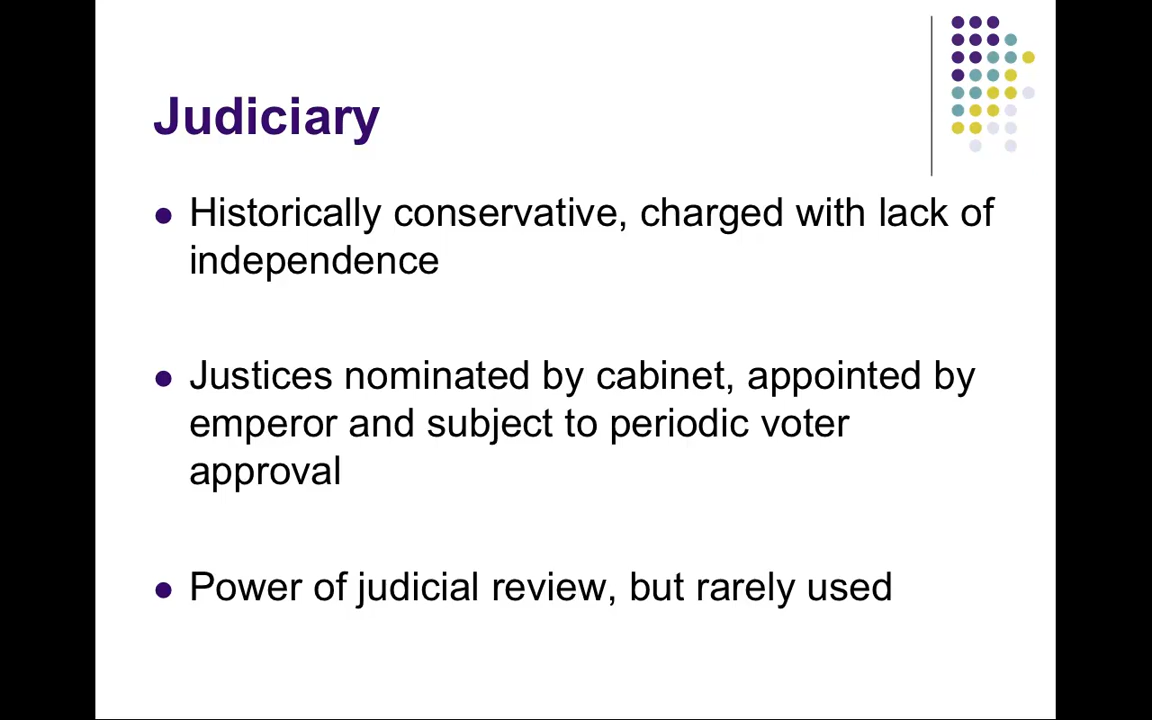 Judiciary
Historically conservative, charged with lack of
independence
Justices nominated by cabinet, appointed by
emperor and subject to periodic voter
approval
Power of judicial review, but rarely used